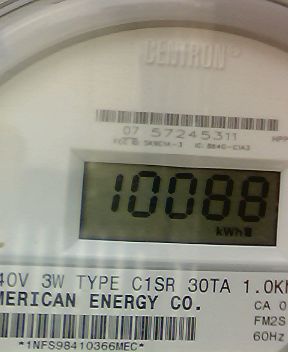 CENTRON®
07 57245311
10088
kWh
40V 3W TYPE C1SR 30TA 1.0K
MERICAN ENERGY CO.
CA 0
FM2S
60Hz
*1NFS98410366MEC*